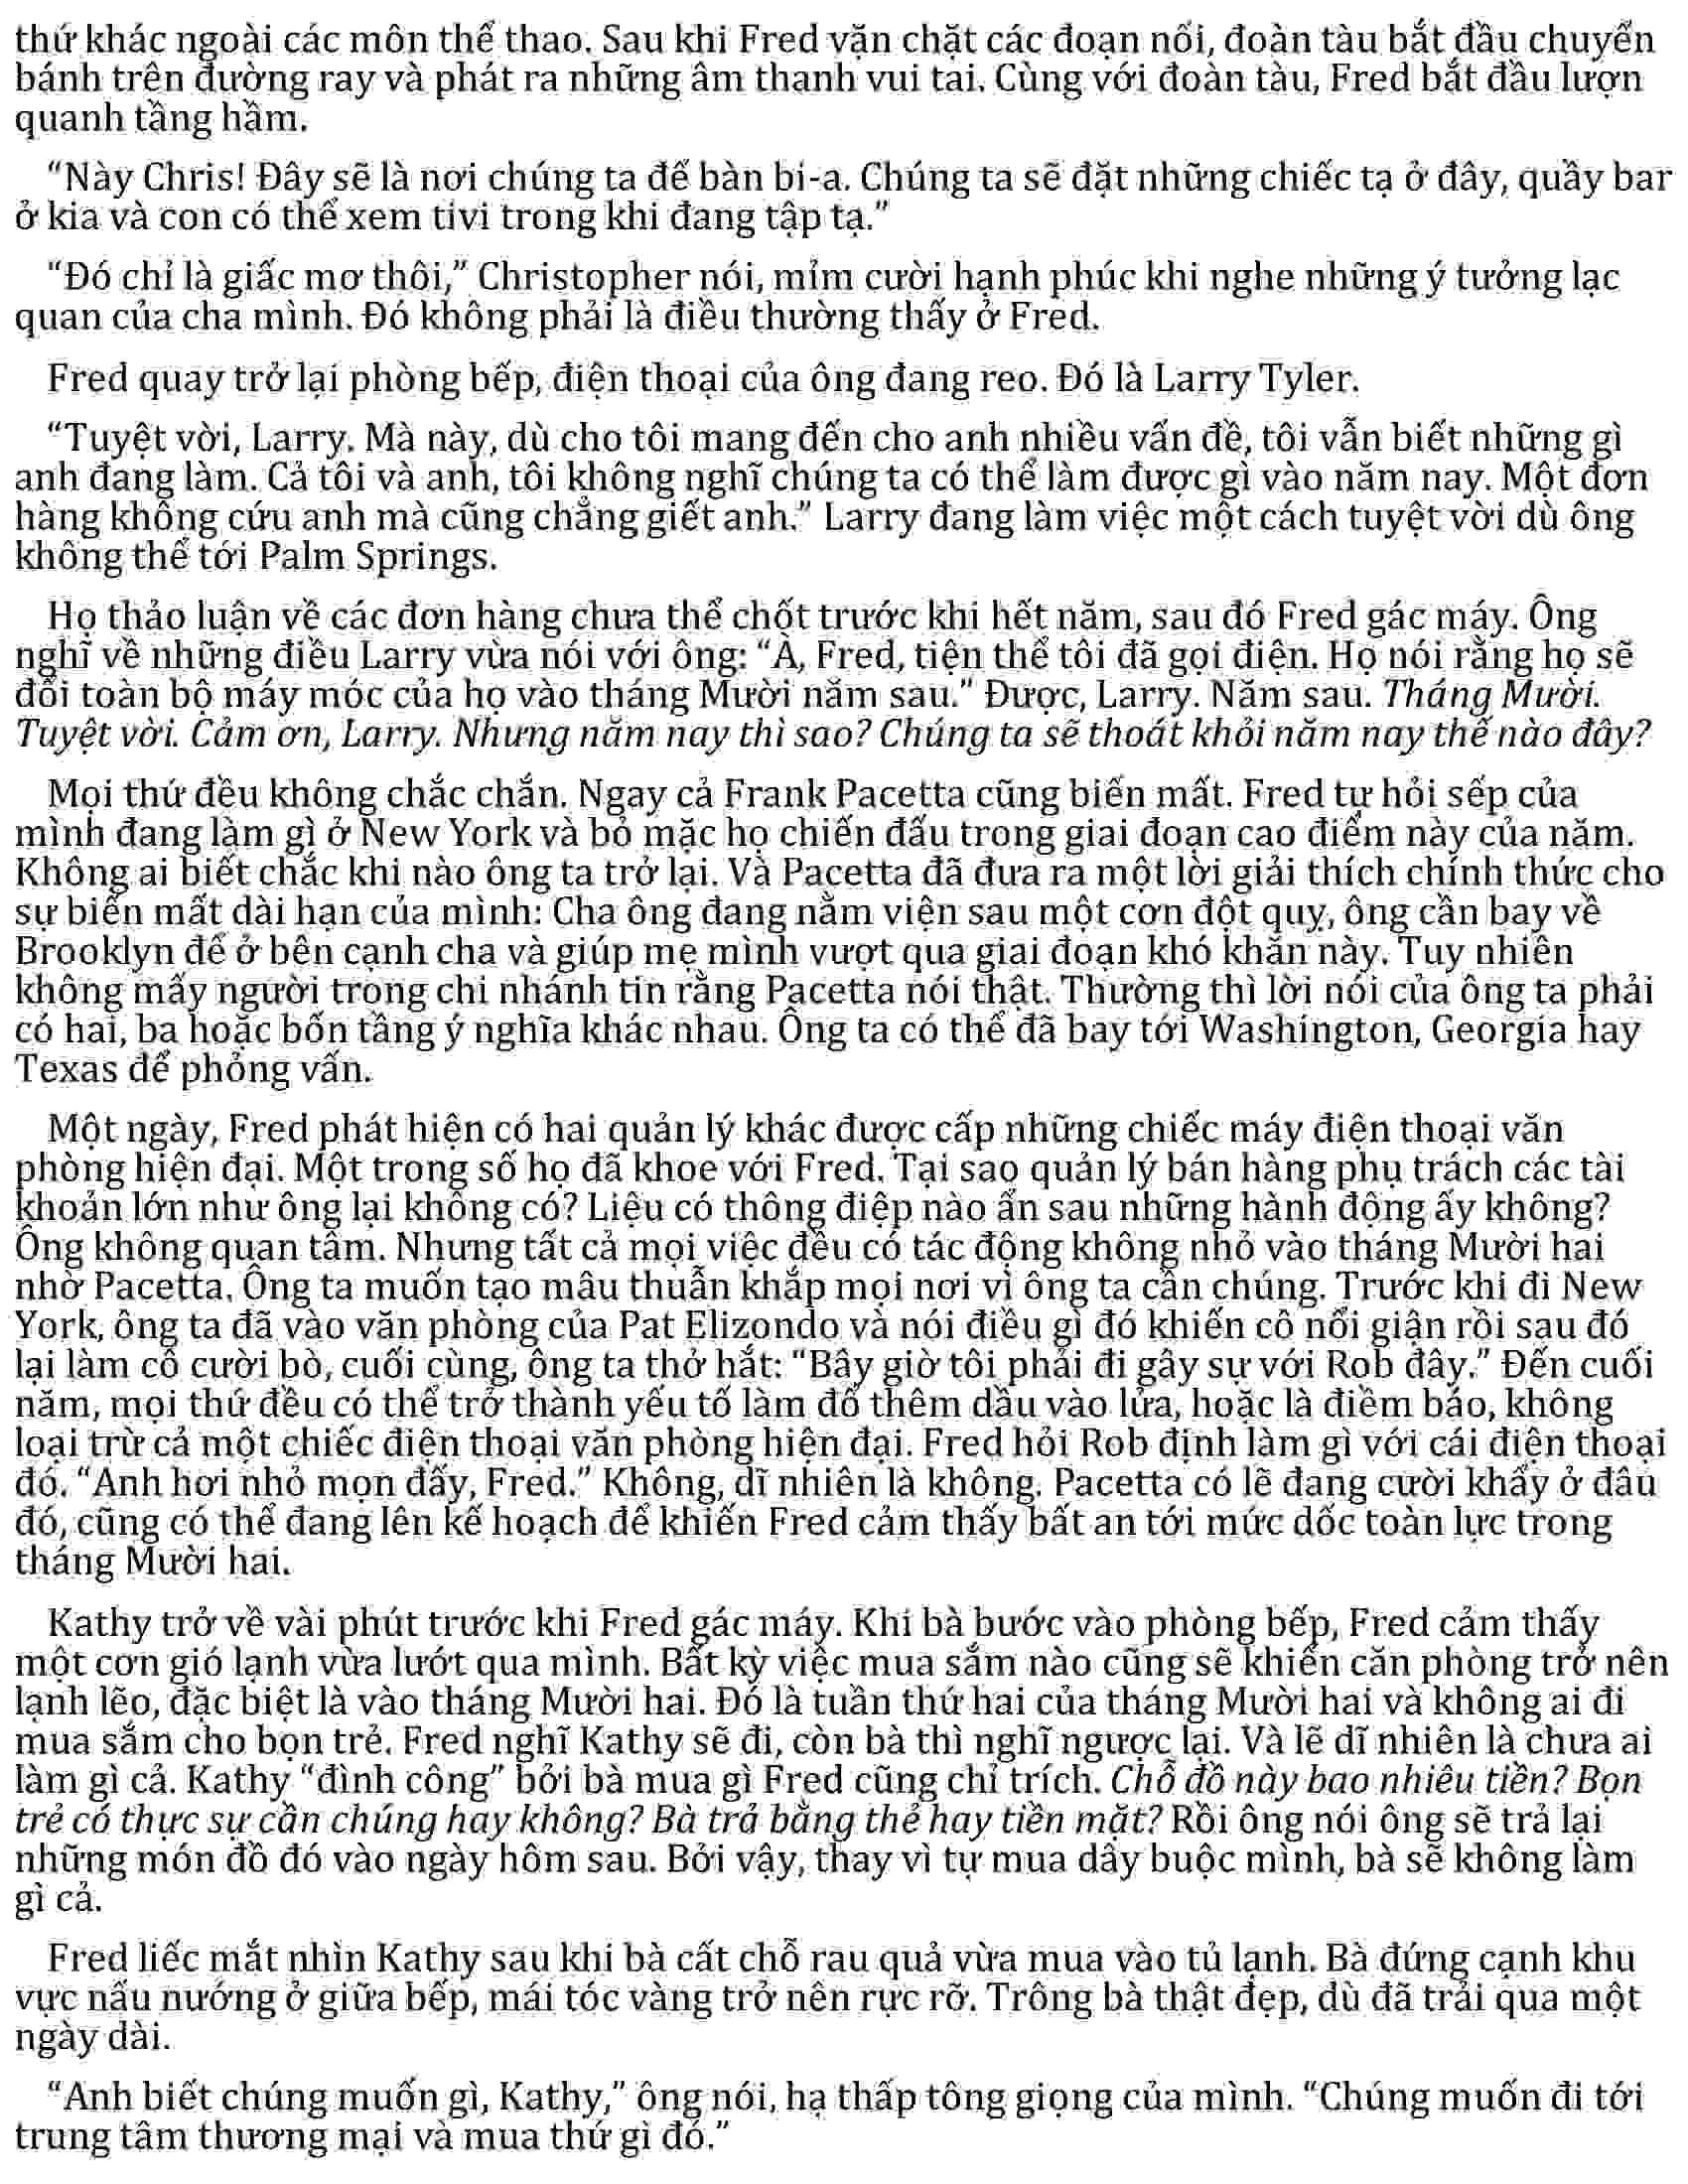 thứ khác ngoài các môn thể thao. Sau khi Fred vặn chặt các đoạn nối, đoàn tàu bắt đầu chuyển
bánh trên đường ray và phát ra những âm thanh vui tai. Cùng với đoàn tàu, Fred bắt đầu lượn
quanh tầng hầm.
“Này Chris! Đây sẽ là nơi chúng ta để bàn bi-a. Chúng ta sẽ đặt những chiếc tạ ở đây, quầy bar
ở kia và con có thể xem tivi trong khi đang tập tạ.”
“Đó chỉ là giấc mơ thôi,” Christopher nói, mỉm cười hạnh phúc khi nghe những ý tưởng lạc
quan của cha mình. Đó không phải là điều thường thấy ở Fred.
Fred quay trở lại phòng bếp, điện thoại của ông đang reo. Đó là Larry Tyler.
“Tuyệt vời, Larry. Mà này, dù cho tôi mang đến cho anh nhiều vấn đề, tôi vẫn biết những gì
anh đang làm. Cả tôi và anh, tôi không nghĩ chúng ta có thể làm được gì vào năm nay. Một đơn
hàng không cứu anh mà cũng chẳng giết anh.” Larry đang làm việc một cách tuyệt vời dù ông
không thể tới Palm Springs.
Họ thảo luận về các đơn hàng chưa thể chốt trước khi hết năm, sau đó Fred gác máy. Ông
nghĩ về những điều Larry vừa nói với ông: “À, Fred, tiện thể tôi đã gọi điện. Họ nói rằng họ sẽ
đổi toàn bộ máy móc của họ vào tháng Mười năm sau.” Được, Larry. Năm sau. Tháng Mười.
Tuyệt vời. Cảm ơn, Larry. Nhưng năm nay thì sao? Chúng ta sẽ thoát khỏi năm nay thế nào đây?
Mọi thứ đều không chắc chắn. Ngay cả Frank Pacetta cũng biến mất. Fred tự hỏi sếp của
mình đang làm gì ở New York và bỏ mặc họ chiến đấu trong giai đoạn cao điểm này của năm.
Không ai biết chắc khi nào ông ta trở lại. Và Pacetta đã đưa ra một lời giải thích chính thức cho
sự biến mất dài hạn của mình: Cha ông đang nằm viện sau một cơn đột quỵ, ông cần bay về
Brooklyn để ở bên cạnh cha và giúp mẹ mình vượt qua giai đoạn khó khăn này. Tuy nhiên
không mấy người trong chi nhánh tin rằng Pacetta nói thật. Thường thì lời nói của ông ta phải
có hai, ba hoặc bốn tầng ý nghĩa khác nhau. Ông ta có thể đã bay tới Washington, Georgia hay
Texas để phỏng vấn.
Một ngày, Fred phát hiện có hai quản lý khác được cấp những chiếc máy điện thoại văn
phòng hiện đại. Một trong số họ đã khoe với Fred. Tại sao quản lý bán hàng phụ trách các tài
khoản lớn như ông lại không có? Liệu có thông điệp nào ẩn sau những hành động ấy không?
Ông không quan tâm. Nhưng tất cả mọi việc đều có tác động không nhỏ vào tháng Mười hai
nhờ Pacetta. Ông ta muốn tạo mâu thuẫn khắp mọi nơi vì ông ta cần chúng. Trước khi đi New
York, ông ta đã vào văn phòng của Pat Elizondo và nói điều gì đó khiến cô nổi giận rồi sau đó
lại làm cô cười bò, cuối cùng, ông ta thở hắt: “Bây giờ tôi phải đi gây sự với Rob đây.” Đến cuối
năm, mọi thứ đều có thể trở thành yếu tố làm đổ thêm dầu vào lửa, hoặc là điềm báo, không
loại trừ cả một chiếc điện thoại văn phòng hiện đại. Fred hỏi Rob định làm gì với cái điện thoại
đó. “Anh hơi nhỏ mọn đấy, Fred.” Không, dĩ nhiên là không. Pacetta có lẽ đang cười khẩy ở đâu
đó, cũng có thể đang lên kế hoạch để khiến Fred cảm thấy bất an tới mức dốc toàn lực trong
tháng Mười hai.
Kathy trở về vài phút trước khi Fred gác máy. Khi bà bước vào phòng bếp, Fred cảm thấy
một cơn gió lạnh vừa lướt qua mình. Bất kỳ việc mua sắm nào cũng sẽ khiến căn phòng trở nên
lạnh lẽo, đặc biệt là vào tháng Mười hai. Đó là tuần thứ hai của tháng Mười hai và không ai đi
mua sắm cho bọn trẻ. Fred nghĩ Kathy sẽ đi, còn bà thì nghĩ ngược lại. Và lẽ dĩ nhiên là chưa ai
làm gì cả. Kathy “đình công” bởi bà mua gì Fred cũng chỉ trích. Chỗ đồ này bao nhiêu tiền? Bọn
trẻ có thực sự cần chúng hay không? Bà trả bằng thẻ hay tiền mặt? Rồi ông nói ông sẽ trả lại
những món đồ đó vào ngày hôm sau. Bởi vậy, thay vì tự mua dây buộc mình, bà sẽ không làm
gì cả.
Fred liếc mắt nhìn Kathy sau khi bà cất chỗ rau quả vừa mua vào tủ lạnh. Bà đứng cạnh khu
vực nấu nướng ở giữa bếp, mái tóc vàng trở nên rực rỡ. Trông bà thật đẹp, dù đã trải qua một
ngày dài.
“Anh biết chúng muốn gì, Kathy,” ông nói, hạ thấp tông giọng của mình. “Chúng muốn đi tới
trung tâm thương mại và mua thứ gì đó.”